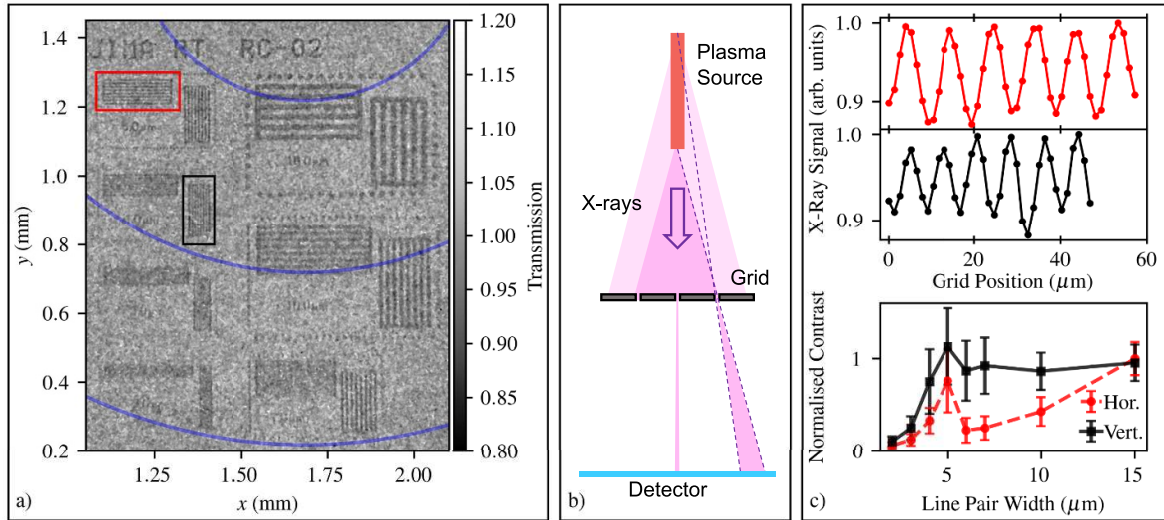 JIMA RT RC-02
1.4
1.2
1.0
0.8
0.6
0.4
0.2
y (mm)
1.25
1.50
1.75
2.00
x (mm)
a)
1.20
1.15
1.10
1.05
1.00
0.95
0.90
0.85
0.80
Transmission
Plasma
Source
X-rays
Grid
Detector
b)
1.0
0.9
1.0
0.9
X-Ray Signal (arb. units)
0
20
40
60
Grid Position (μm)
1
0
Normalised Contrast
Hor.
Vert.
5
10
15
Line Pair Width (μm)
c)